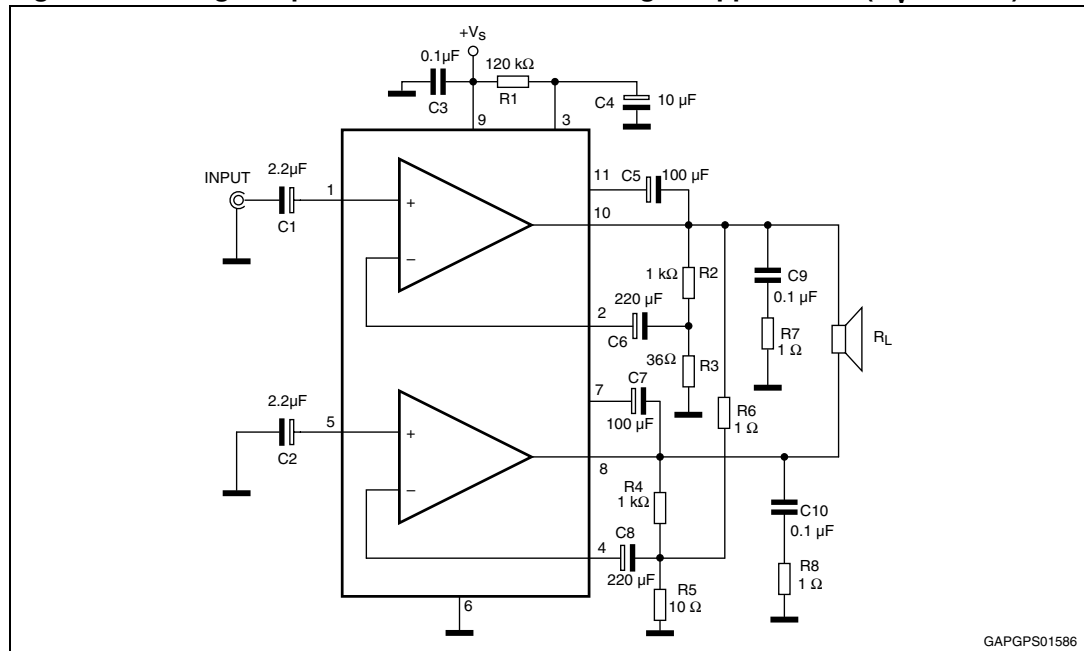 +VS
0.1µF
120 kΩ
C3
R1
C4
10 µF
9
3
2.2µF
INPUT
1
C1
+
−
11
C5
100 µF
10
1 kΩ
R2
C9
0.1 µF
220 µF
2
C6
R7
1 Ω
RL
36Ω
R3
C7
7
2.2µF
5
C2
+
−
100 µF
R6
1 Ω
8
R4
1 kΩ
C10
0.1 µF
C8
4
220 µF
R5
10 Ω
R8
1 Ω
6
GAPGPS01586